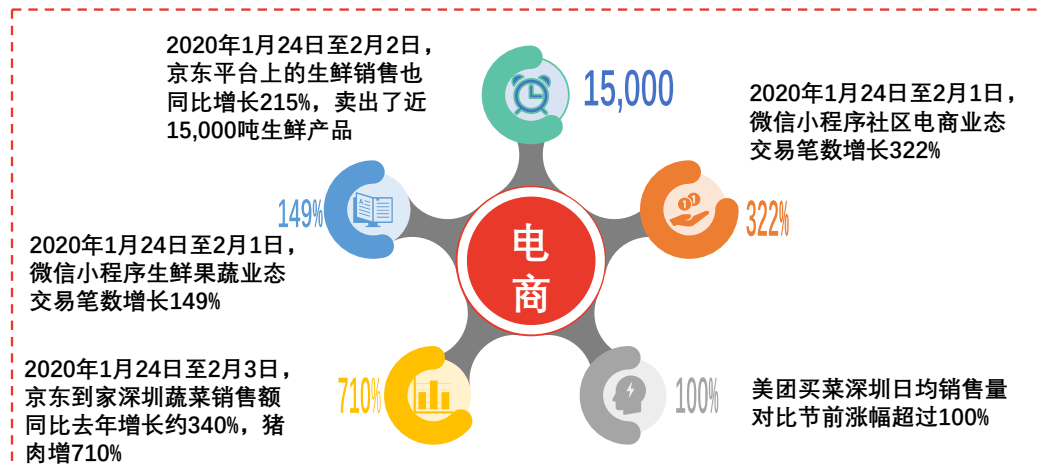 2020年1月24日至2月2日，
京东平台上的生鲜销售也
同比增长215%，卖出了近
15,000吨生鲜产品
15,000
2020年1月24日至2月1日，
微信小程序社区电商业态
交易笔数增长322%
322%
149%
2020年1月24日至2月1日，
微信小程序生鲜果蔬业态
交易笔数增长149%
电
商
2020年1月24日至2月3日，
京东到家深圳蔬菜销售额
同比去年增长约340%，猪
肉增710%
710%
100%
美团买菜深圳日均销售量
对比节前涨幅超过100%